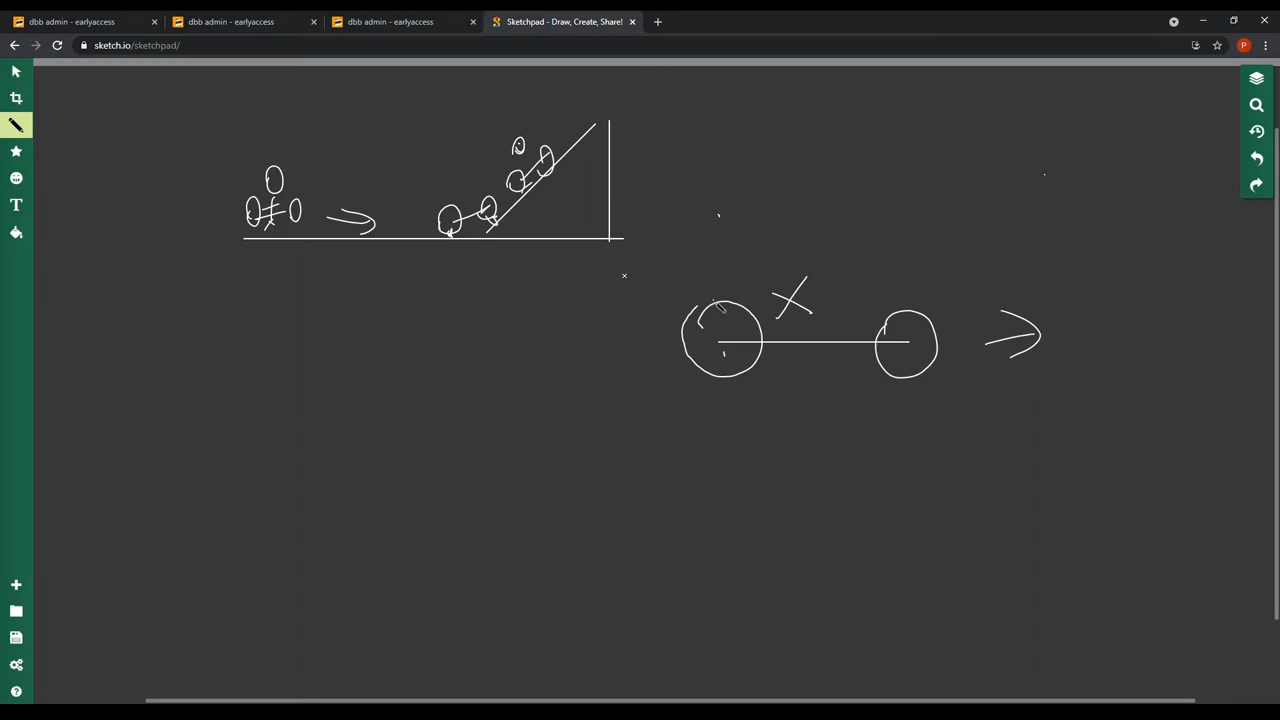 dbb admin - earlyaccess
dbb admin - earlyaccess
dbb admin - earlyaccess
Sketchpad - Draw, Create, Share!
sketch.io/sketchpad/
P
T
X